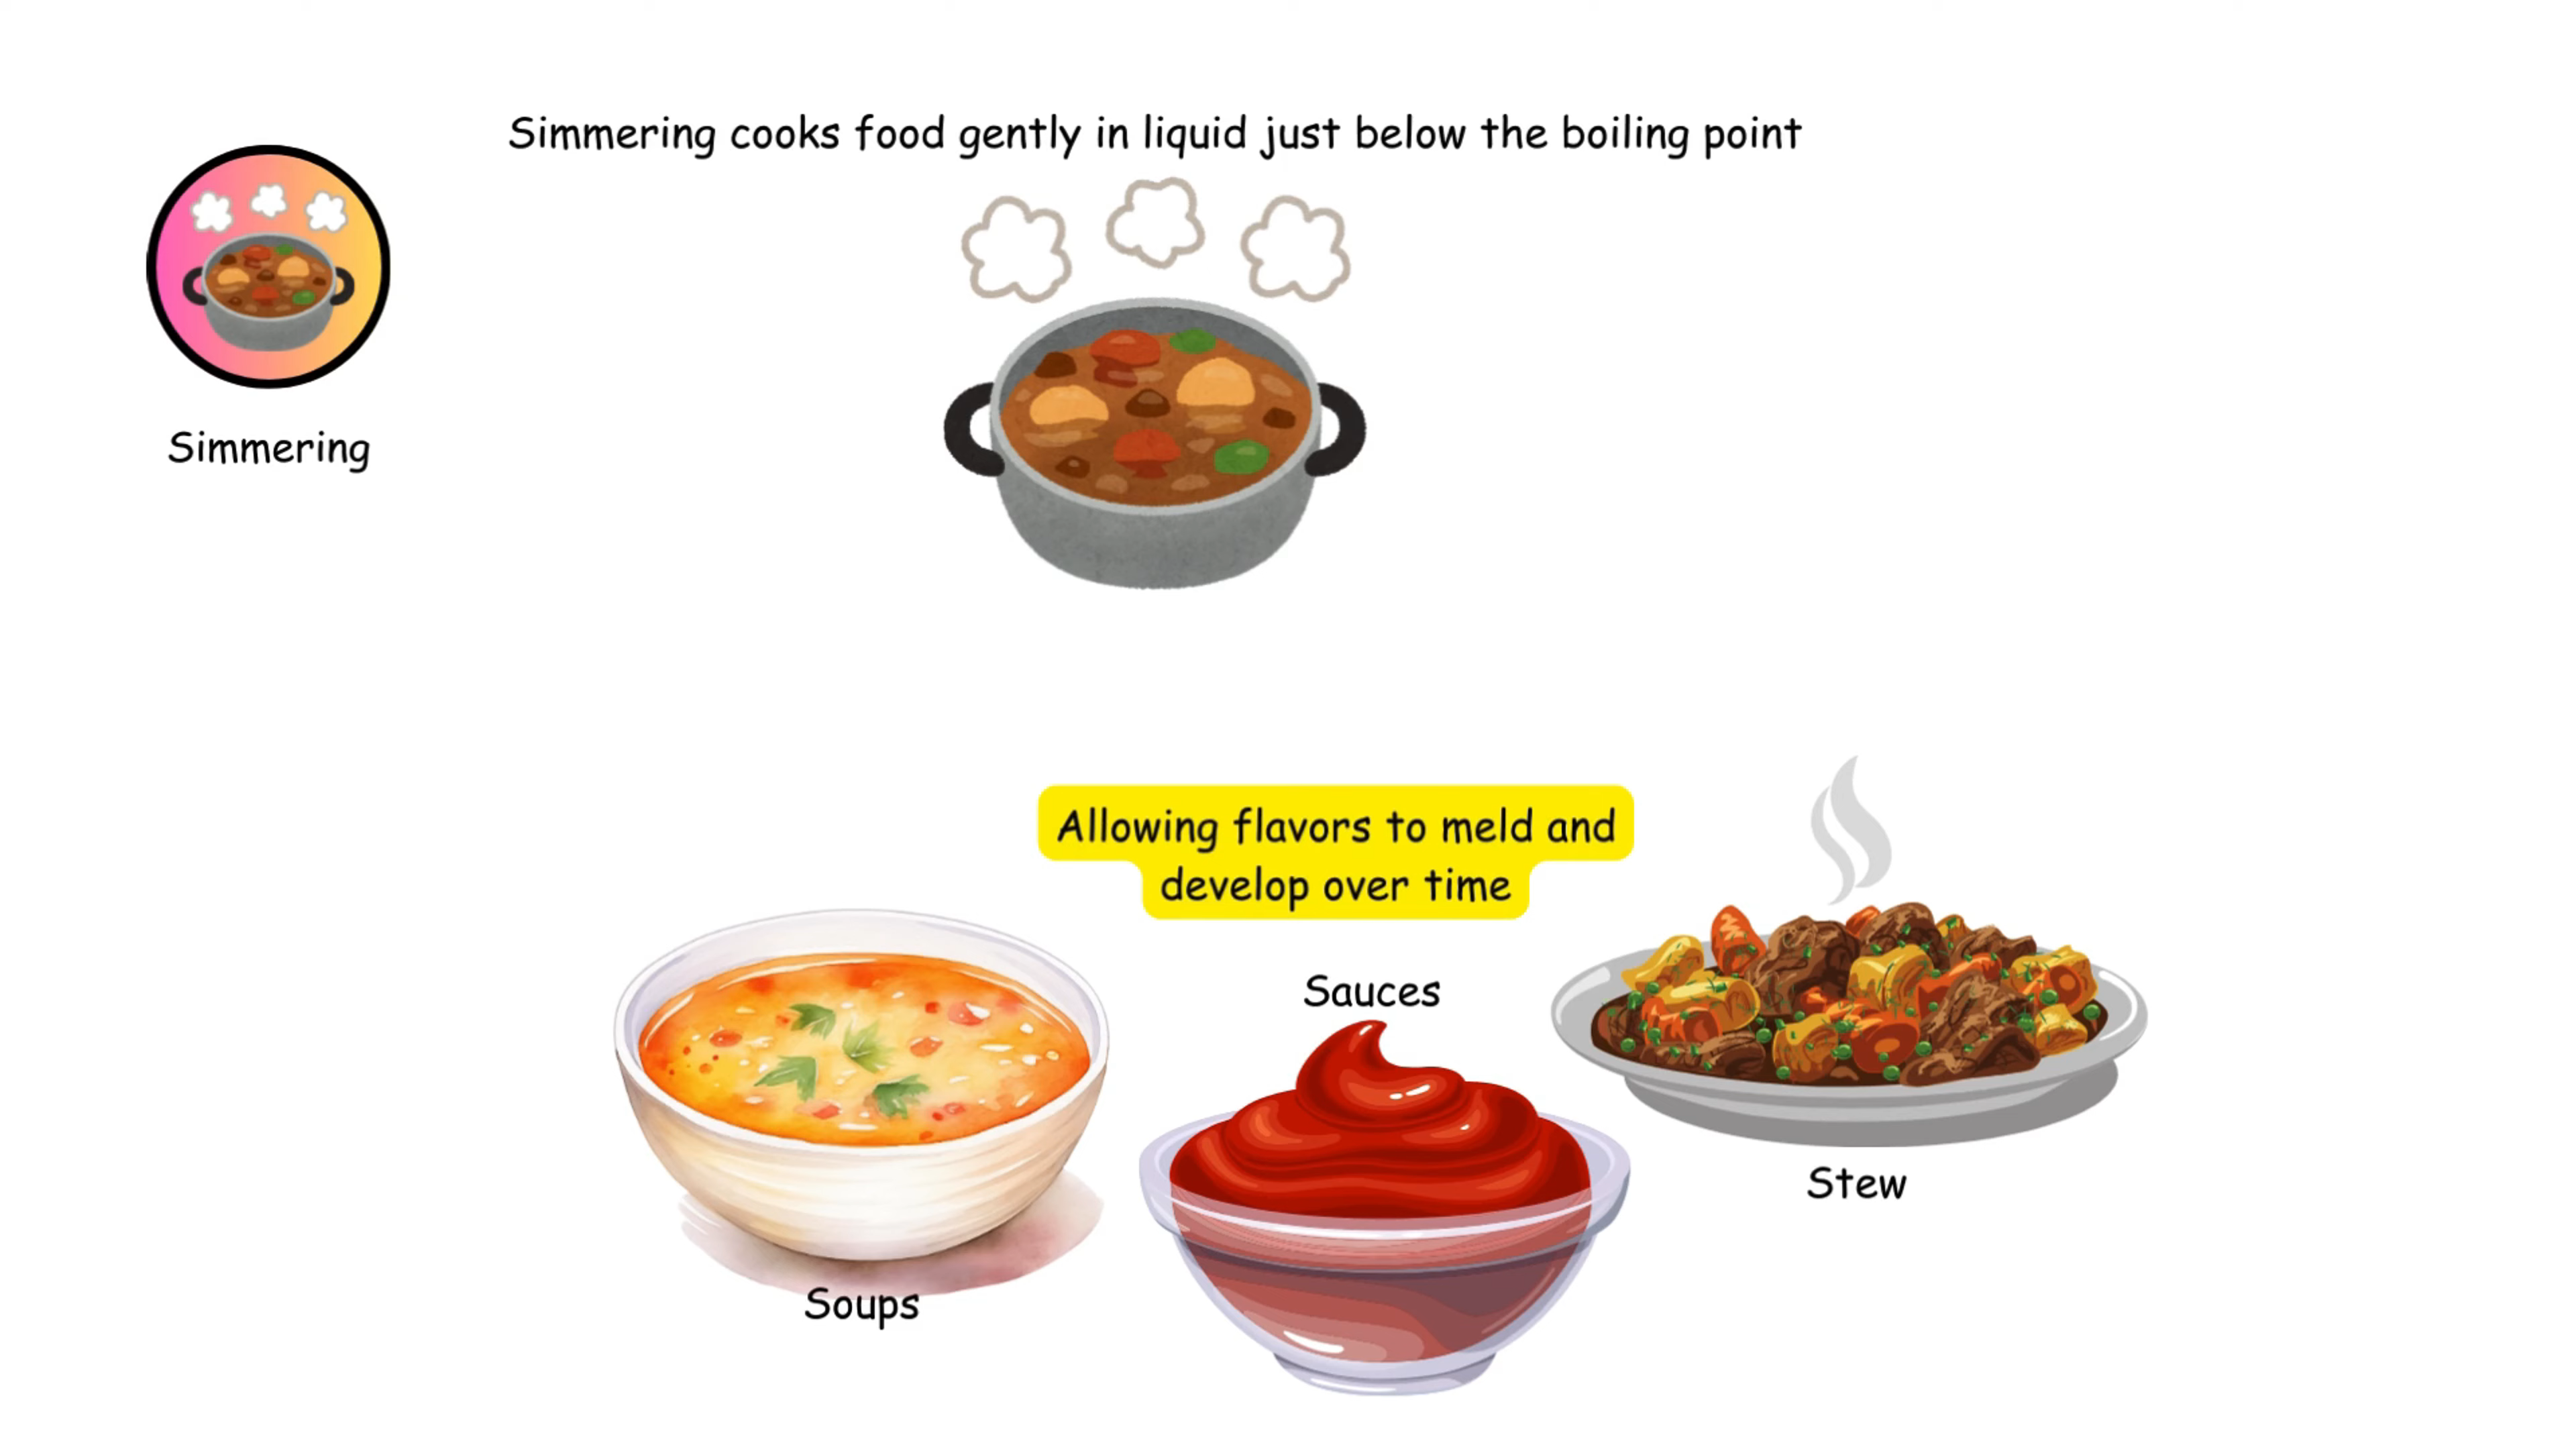 Simmering cooks food gently in liquid just below the boiling point
Simmering
Allowing flavors to meld and
develop over time
Sauces
Stew
Soups